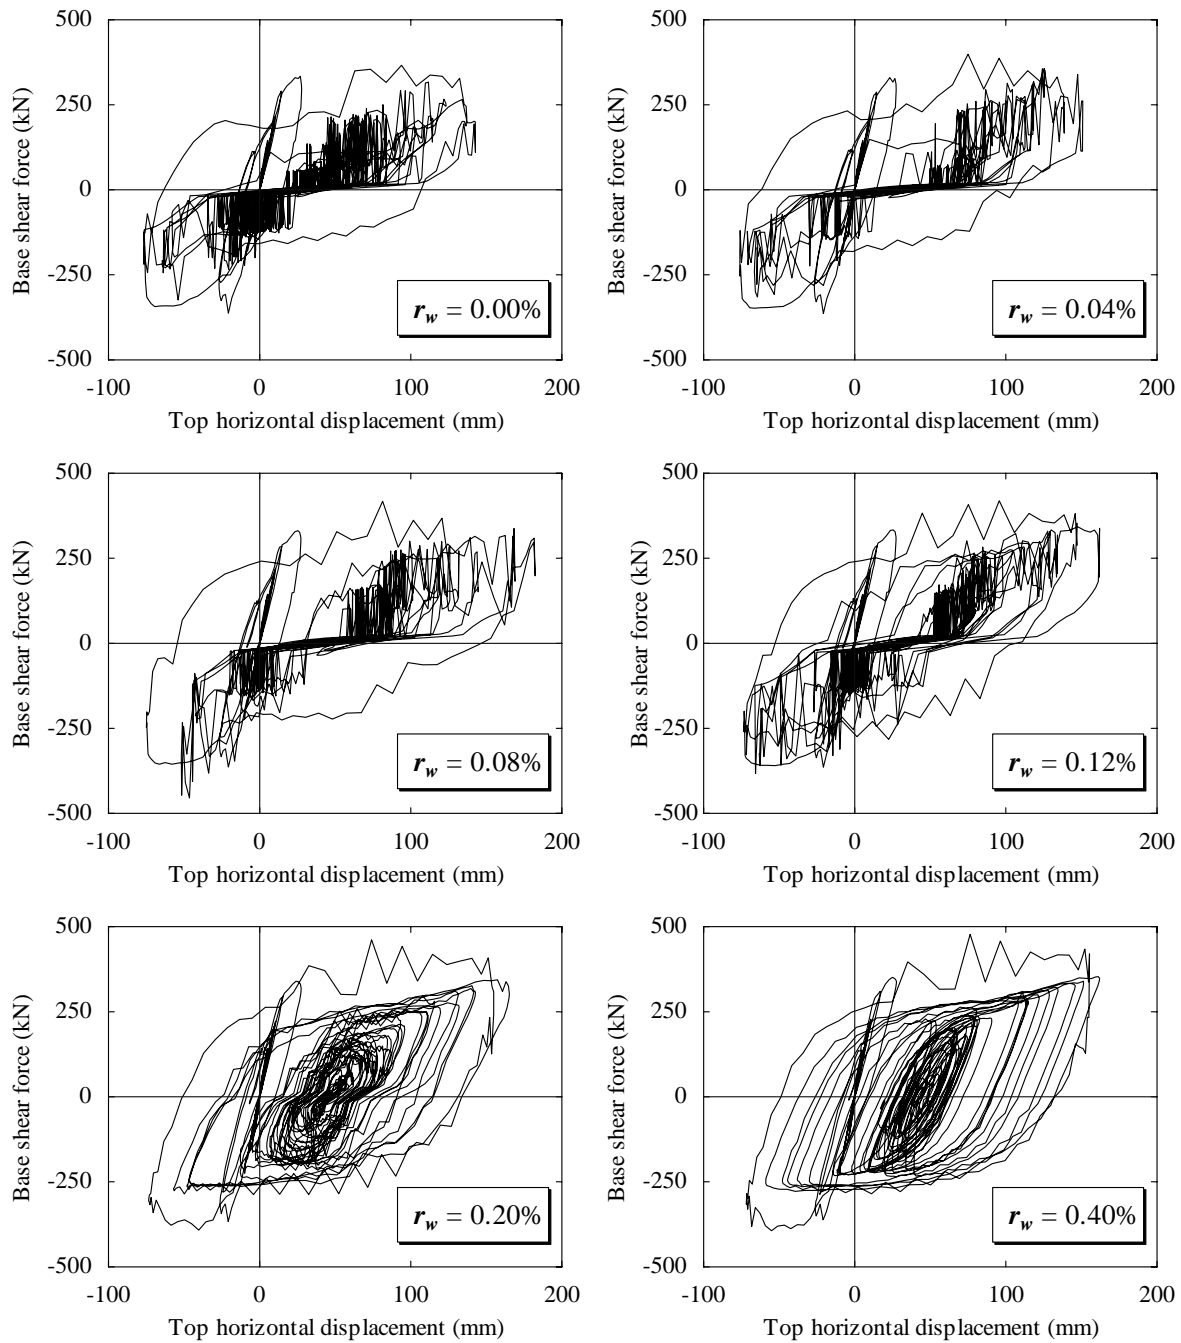 500
250
0
-250
-500
Base shear force (kN)
r_w = 0.00%
-100 0 100 200
Top horizontal displacement (mm)
500
250
0
-250
-500
Base shear force (kN)
r_w = 0.04%
-100 0 100 200
Top horizontal displacement (mm)
500
250
0
-250
-500
Base shear force (kN)
r_w = 0.08%
-100 0 100 200
Top horizontal displacement (mm)
500
250
0
-250
-500
Base shear force (kN)
r_w = 0.12%
-100 0 100 200
Top horizontal displacement (mm)
500
250
0
-250
-500
Base shear force (kN)
r_w = 0.20%
-100 0 100 200
Top horizontal displacement (mm)
500
250
0
-250
-500
Base shear force (kN)
r_w = 0.40%
-100 0 100 200
Top horizontal displacement (mm)